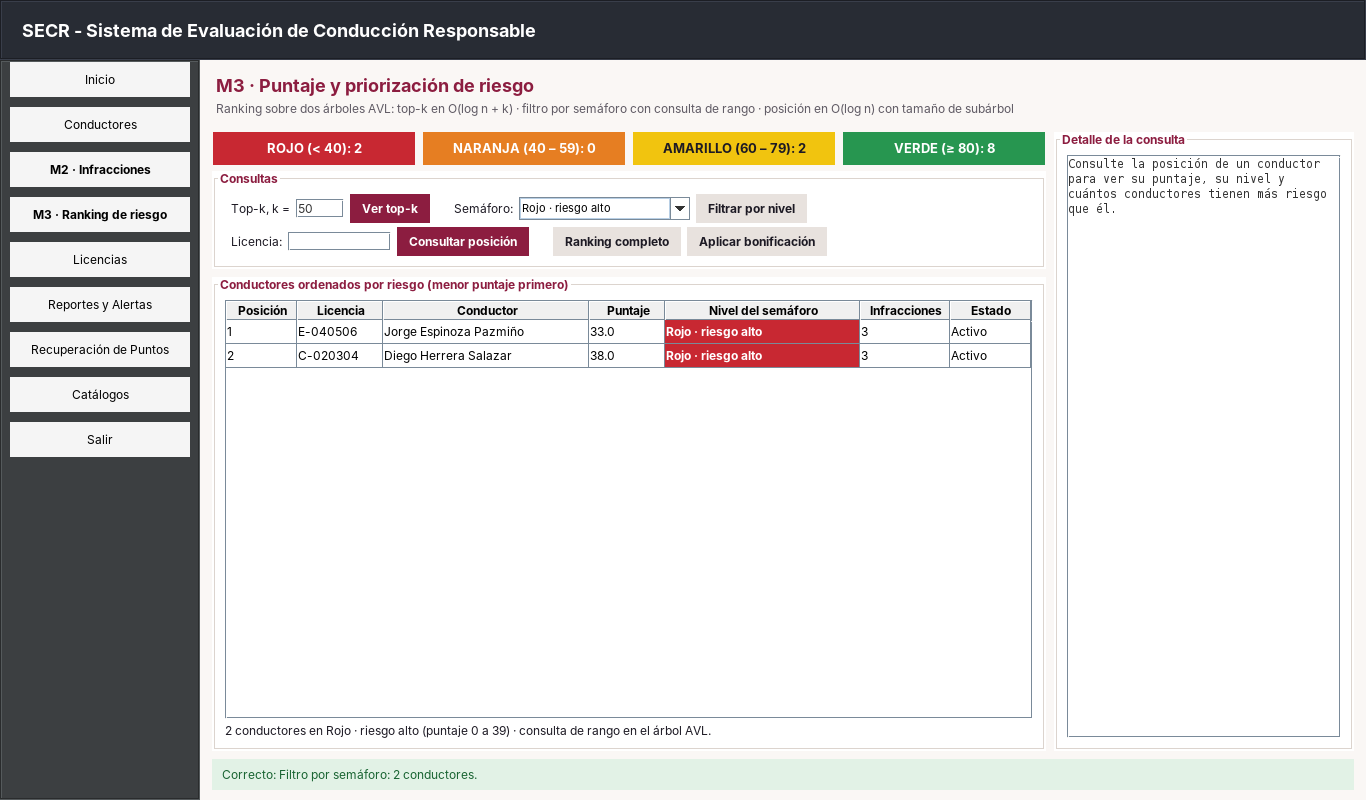 SECR - Sistema de Evaluación de Conducción Responsable
Inicio
Conductores
M2 · Infracciones
M3 · Ranking de riesgo
Licencias
Reportes y Alertas
Recuperación de Puntos
Catálogos
Salir
M3 · Puntaje y priorización de riesgo
Ranking sobre dos árboles AVL: top-k en O(log n + k) · filtro por semáforo con consulta de rango · posición en O(log n) con tamaño de subárbol
ROJO (< 40): 2 NARANJA (40 – 59): 0 AMARILLO (60 – 79): 2 VERDE (≥ 80): 8
Consultas
Top-k, k = 50 Ver top-k Semáforo: Rojo · riesgo alto Filtrar por nivel
Licencia: Consultar posición Ranking completo Aplicar bonificación
Conductores ordenados por riesgo (menor puntaje primero)
Posición Licencia Conductor Puntaje Nivel del semáforo Infracciones Estado
1 E-040506 Jorge Espinoza Pazmiño 33.0 Rojo · riesgo alto 3 Activo
2 C-020304 Diego Herrera Salazar 38.0 Rojo · riesgo alto 3 Activo
2 conductores en Rojo · riesgo alto (puntaje 0 a 39) · consulta de rango en el árbol AVL.
Detalle de la consulta
Consulte la posición de un conductor
para ver su puntaje, su nivel y
cuántos conductores tienen más riesgo
que él.
Correcto: Filtro por semáforo: 2 conductores.